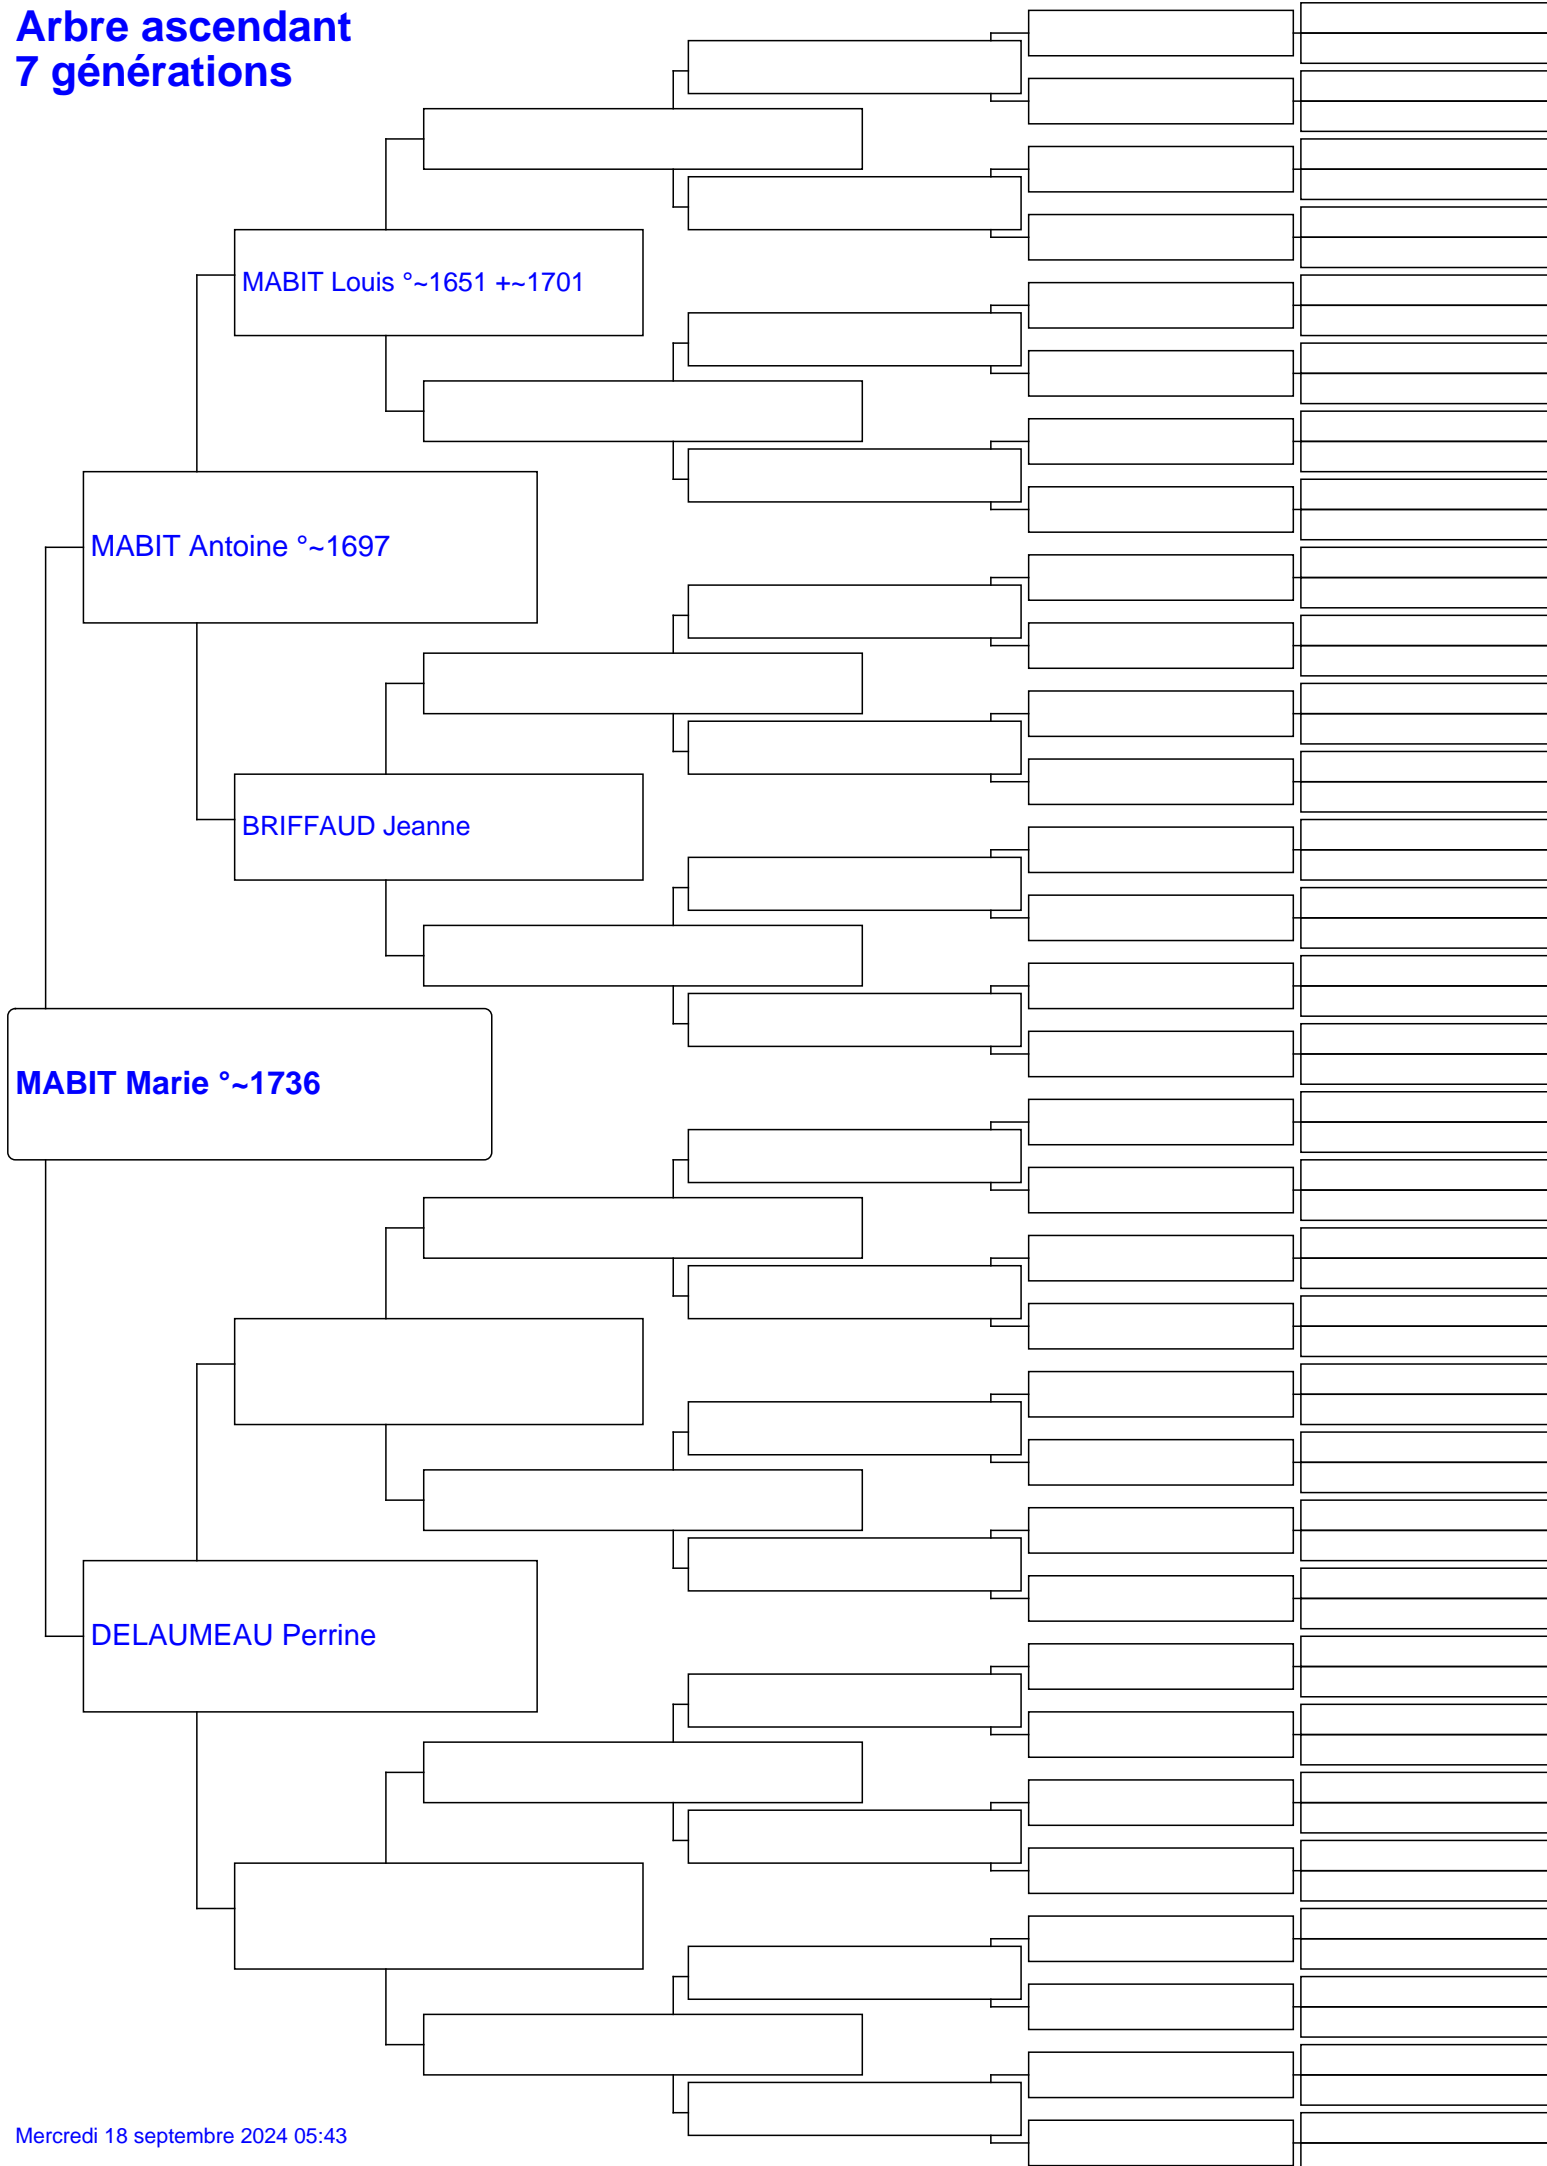 Arbre ascendant
7 générations
MABIT Louis °~1651 +~1701
MABIT Antoine °~1697
BRIFFAUD Jeanne
MABIT Marie °~1736
DELAUMEAU Perrine
Mercredi 18 septembre 2024 05:43